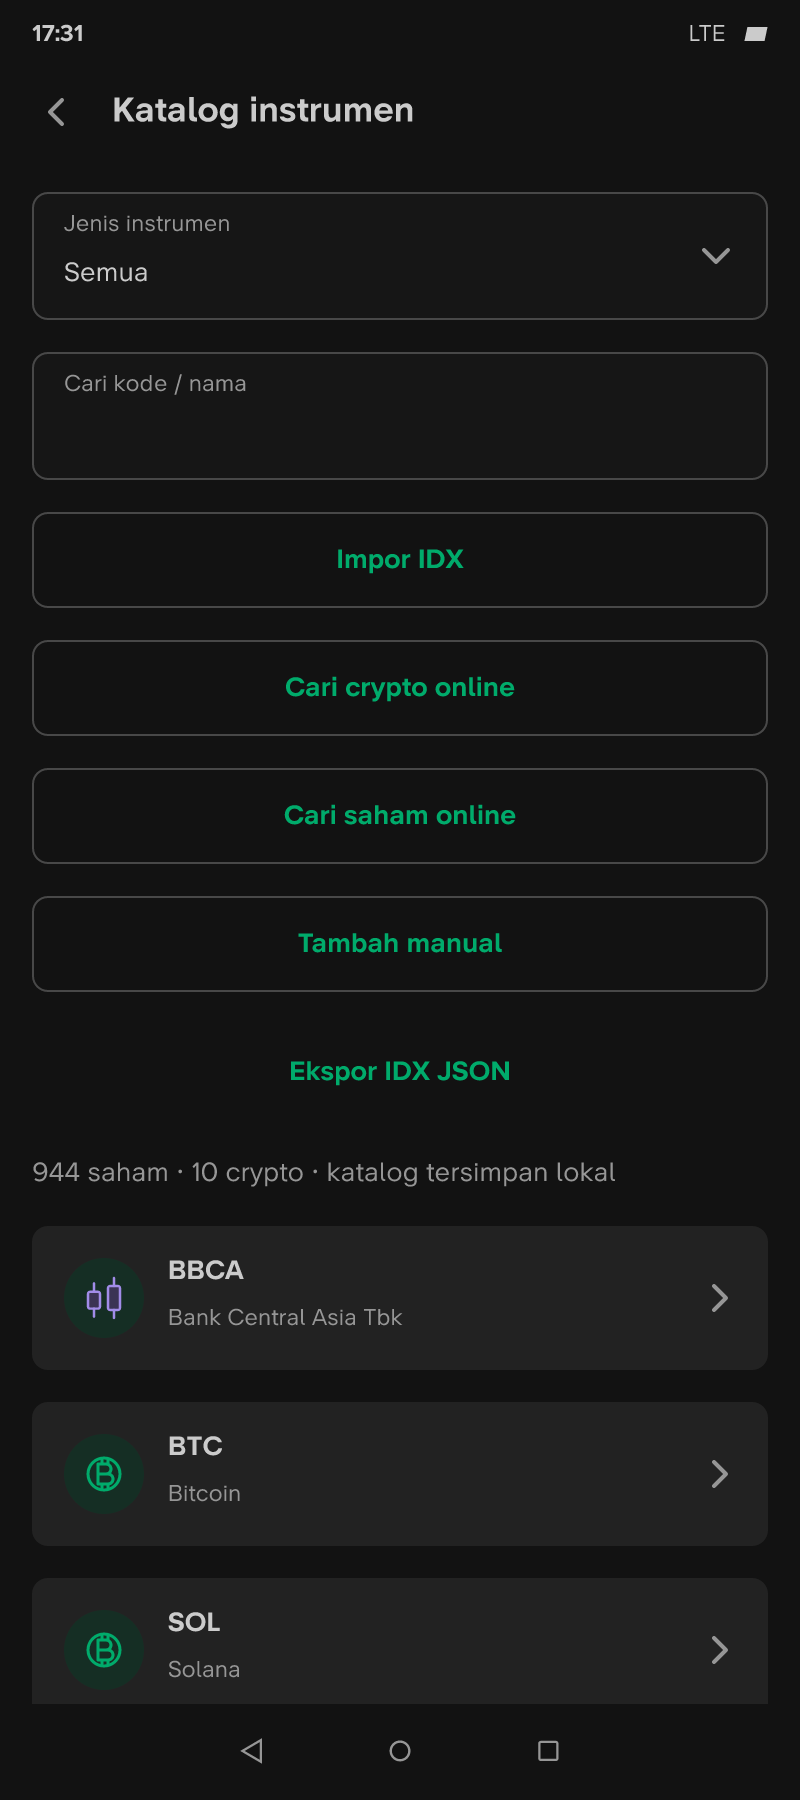 17:31
LTE
Katalog instrumen
Jenis instrumen
Semua
Cari kode / nama
Impor IDX
Cari crypto online
Cari saham online
Tambah manual
Ekspor IDX JSON
944 saham · 10 crypto · katalog tersimpan lokal
BBCA
Bank Central Asia Tbk
BTC
Bitcoin
SOL
Solana